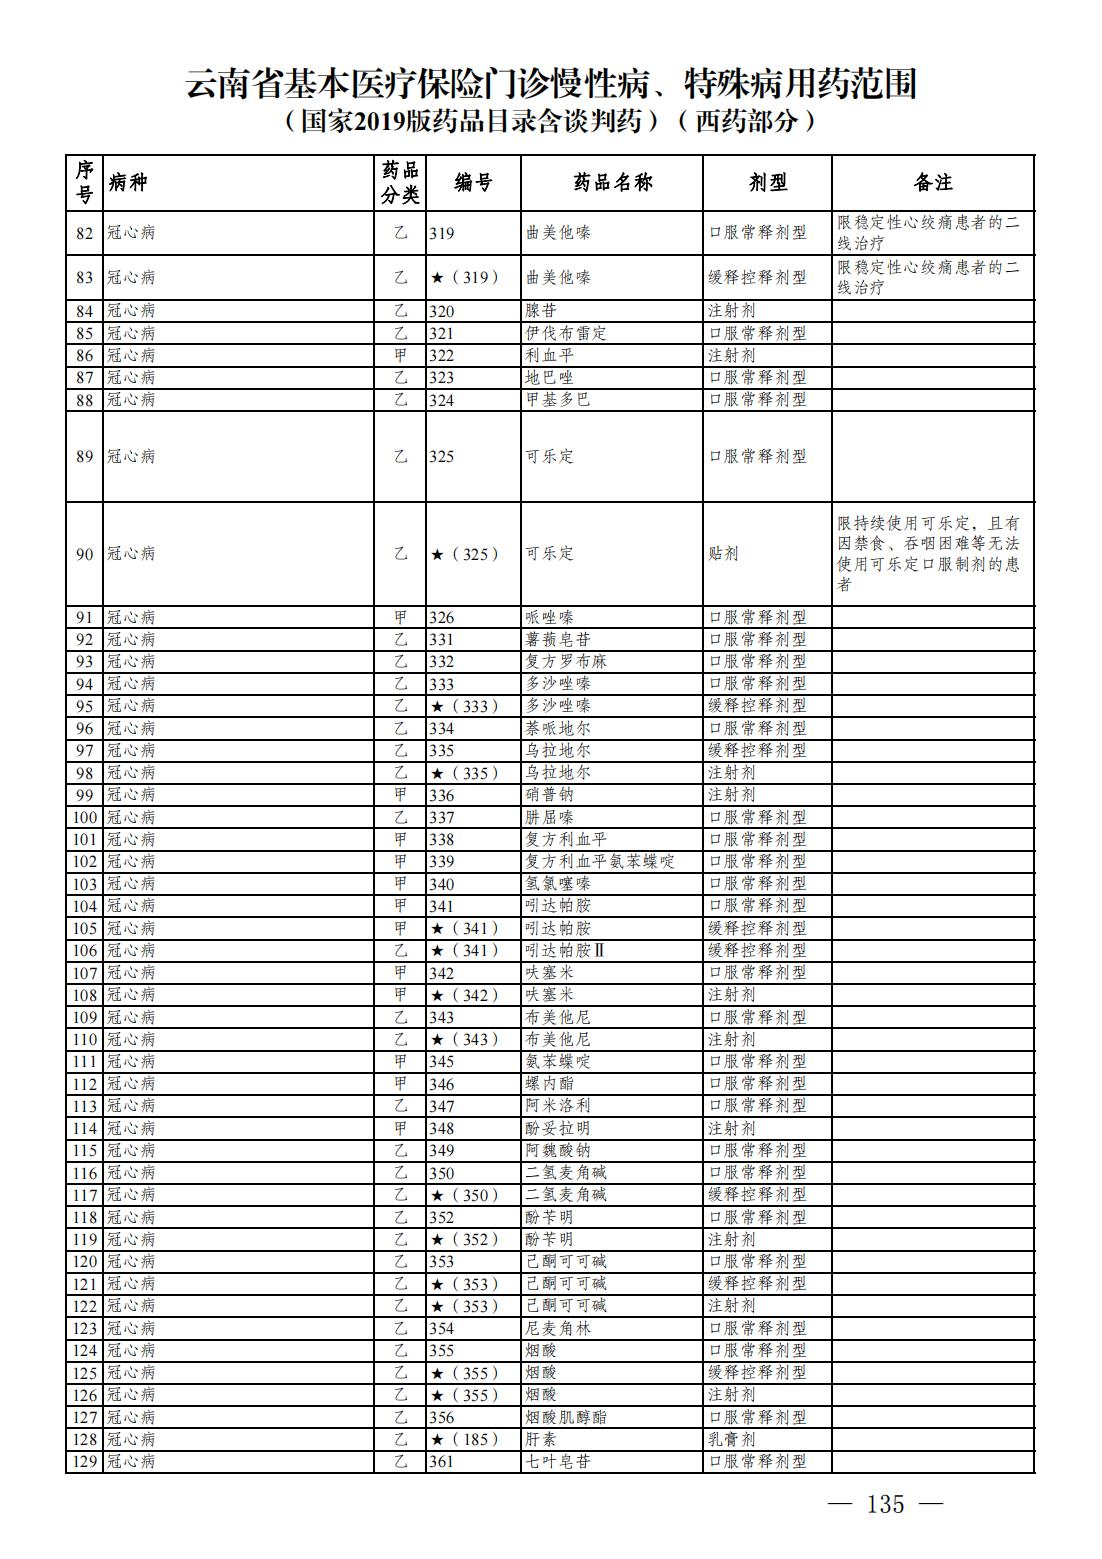 云南省基本医疗保险门诊慢性病、特殊病用药范围
（国家2019版药品目录含谈判药）（西药部分）
序号 病种 药品分类 编号 药品名称 剂型 备注
82 冠心病 乙 319 曲美他嗪 口服常释剂型 限稳定性心绞痛患者的二线治疗
83 冠心病 乙 ★（319） 曲美他嗪 缓释控释剂型 限稳定性心绞痛患者的二线治疗
84 冠心病 乙 320 腺苷 注射剂
85 冠心病 乙 321 伊伐布雷定 口服常释剂型
86 冠心病 甲 322 利血平 注射剂
87 冠心病 乙 323 地巴唑 口服常释剂型
88 冠心病 乙 324 甲基多巴 口服常释剂型
89 冠心病 乙 325 可乐定 口服常释剂型
90 冠心病 乙 ★（325） 可乐定 贴剂 限持续使用可乐定，且有因禁食、吞咽困难等无法使用可乐定口服制剂的患者
91 冠心病 甲 326 哌唑嗪 口服常释剂型
92 冠心病 乙 331 薯蓣皂苷 口服常释剂型
93 冠心病 乙 332 复方罗布麻 口服常释剂型
94 冠心病 乙 333 多沙唑嗪 口服常释剂型
95 冠心病 乙 ★（333） 多沙唑嗪 缓释控释剂型
96 冠心病 乙 334 萘哌地尔 口服常释剂型
97 冠心病 乙 335 乌拉地尔 缓释控释剂型
98 冠心病 乙 ★（335） 乌拉地尔 注射剂
99 冠心病 甲 336 硝普钠 注射剂
100 冠心病 乙 337 肼屈嗪 口服常释剂型
101 冠心病 甲 338 复方利血平 口服常释剂型
102 冠心病 甲 339 复方利血平氨苯蝶啶 口服常释剂型
103 冠心病 甲 340 氢氯噻嗪 口服常释剂型
104 冠心病 甲 341 吲达帕胺 口服常释剂型
105 冠心病 甲 ★（341） 吲达帕胺 缓释控释剂型
106 冠心病 乙 ★（341） 吲达帕胺Ⅱ 缓释控释剂型
107 冠心病 甲 342 呋塞米 口服常释剂型
108 冠心病 甲 ★（342） 呋塞米 注射剂
109 冠心病 乙 343 布美他尼 口服常释剂型
110 冠心病 乙 ★（343） 布美他尼 注射剂
111 冠心病 甲 345 氨苯蝶啶 口服常释剂型
112 冠心病 甲 346 螺内酯 口服常释剂型
113 冠心病 乙 347 阿米洛利 口服常释剂型
114 冠心病 甲 348 酚妥拉明 注射剂
115 冠心病 乙 349 阿魏酸钠 口服常释剂型
116 冠心病 乙 350 二氢麦角碱 口服常释剂型
117 冠心病 乙 ★（350） 二氢麦角碱 缓释控释剂型
118 冠心病 乙 352 酚苄明 口服常释剂型
119 冠心病 乙 ★（352） 酚苄明 注射剂
120 冠心病 乙 353 己酮可可碱 口服常释剂型
121 冠心病 乙 ★（353） 己酮可可碱 缓释控释剂型
122 冠心病 乙 ★（353） 己酮可可碱 注射剂
123 冠心病 乙 354 尼麦角林 口服常释剂型
124 冠心病 乙 355 烟酸 口服常释剂型
125 冠心病 乙 ★（355） 烟酸 缓释控释剂型
126 冠心病 乙 ★（355） 烟酸 注射剂
127 冠心病 乙 356 烟酸肌醇酯 口服常释剂型
128 冠心病 乙 ★（185） 肝素 乳膏剂
129 冠心病 乙 361 七叶皂苷 口服常释剂型
— 135 —